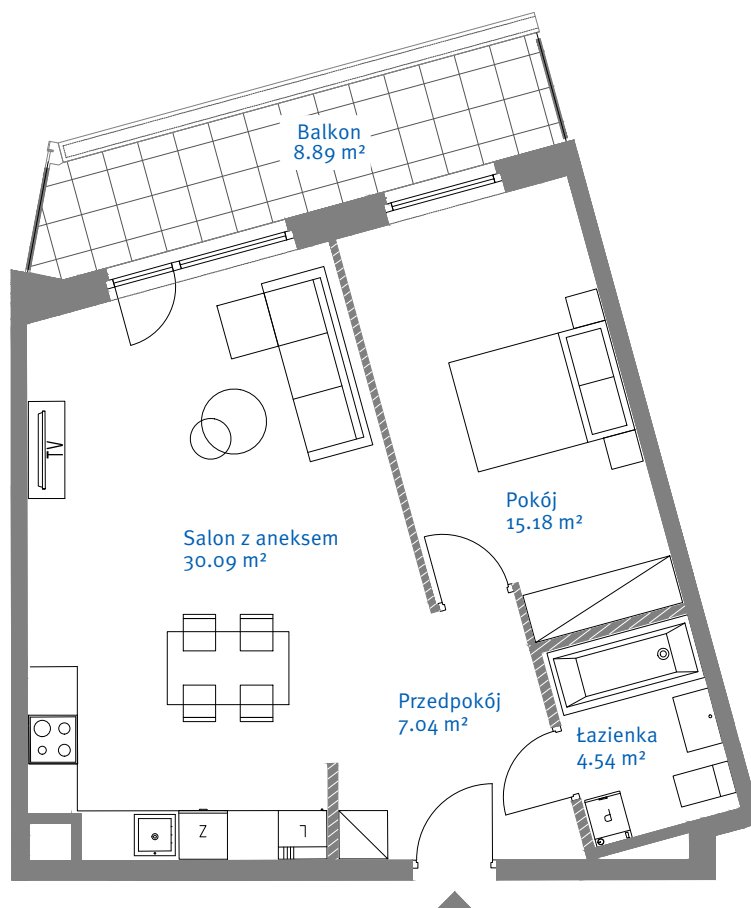 Balkon
8.89 m²
TV
Pokój
15.18 m²
Salon z aneksem
30.09 m²
Przedpokój
7.04 m²
Łazienka
4.54 m²
P
Z
L